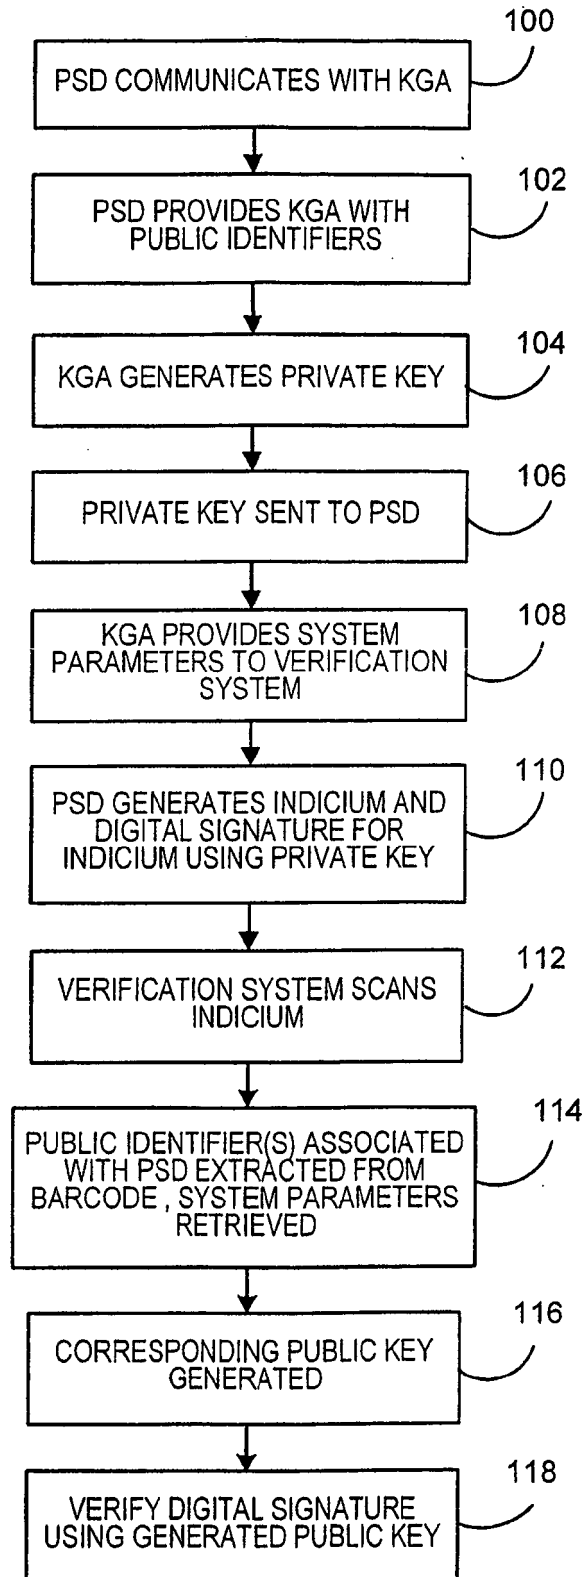 100
PSD COMMUNICATES WITH KGA
102
PSD PROVIDES KGA WITH
PUBLIC IDENTIFIERS
104
KGA GENERATES PRIVATE KEY
106
PRIVATE KEY SENT TO PSD
108
KGA PROVIDES SYSTEM
PARAMETERS TO VERIFICATION
SYSTEM
110
PSD GENERATES INDICIUM AND
DIGITAL SIGNATURE FOR
INDICIUM USING PRIVATE KEY
112
VERIFICATION SYSTEM SCANS
INDICIUM
114
PUBLIC IDENTIFIER(S) ASSOCIATED
WITH PSD EXTRACTED FROM
BARCODE , SYSTEM PARAMETERS
RETRIEVED
116
CORRESPONDING PUBLIC KEY
GENERATED
118
VERIFY DIGITAL SIGNATURE
USING GENERATED PUBLIC KEY